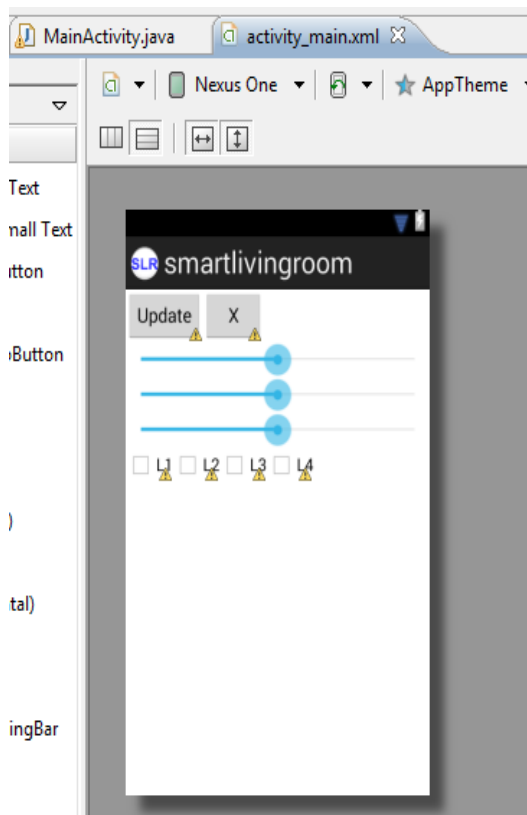 MainActivity.java activity_main.xml
Nexus One AppTheme
Text
mall Text
utton
Button
SLR smartlivingroom
Update X
L1 L2 L3 L4
)
tal)
ingBar